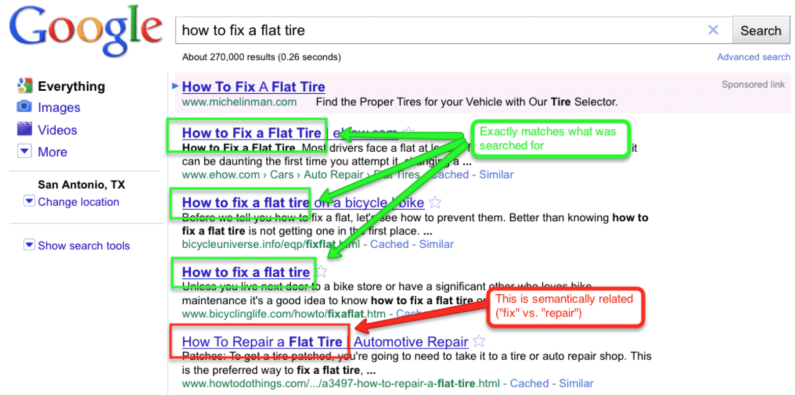 Google
how to fix a flat tire
×
Search
About 270,000 results (0.26 seconds)
Advanced search
Everything
Images
Videos
More
San Antonio, TX
Change location
Show search tools
How To Fix A Flat Tire
Sponsored link
www.michelinman.com Find the Proper Tires for your Vehicle with Our Tire Selector.
How to Fix a Flat Tire | ehow.com
How to Fix a Flat Tire. Most drivers face a flat at it
can be daunting the first time you attempt it, changing a ...
www.ehow.com › Cars › Auto Repair › Flat Tires Cached - Similar
Exactly matches what was
searched for
How to fix a flat tire on a bicycle bike
Before we tell you how to fix a flat, let's see how to prevent them. Better than knowing how to
fix a flat tire is not getting one in the first place. ...
bicycleuniverse.info/eqp/fixflat.html - Cached - Similar
How to fix a flat tire
Unless you live next door to a bike store or have a significant other who loves bike
maintenance it's a good idea to know how to fix a flat tire
www.bicyclinglife.com/howto/fixaflat.htm -
This is semantically related
("fix" vs. "repair")
How To Repair a Flat Tire | Automotive Repair
Patches: To get a tire patched, you're going to need to take it to a tire or auto repair shop. This
is the preferred way to fix a flat tire, ...
www.howtodothings.com/.../a3497-how-to-repair-a-flat-tire.html - Cached - Similar